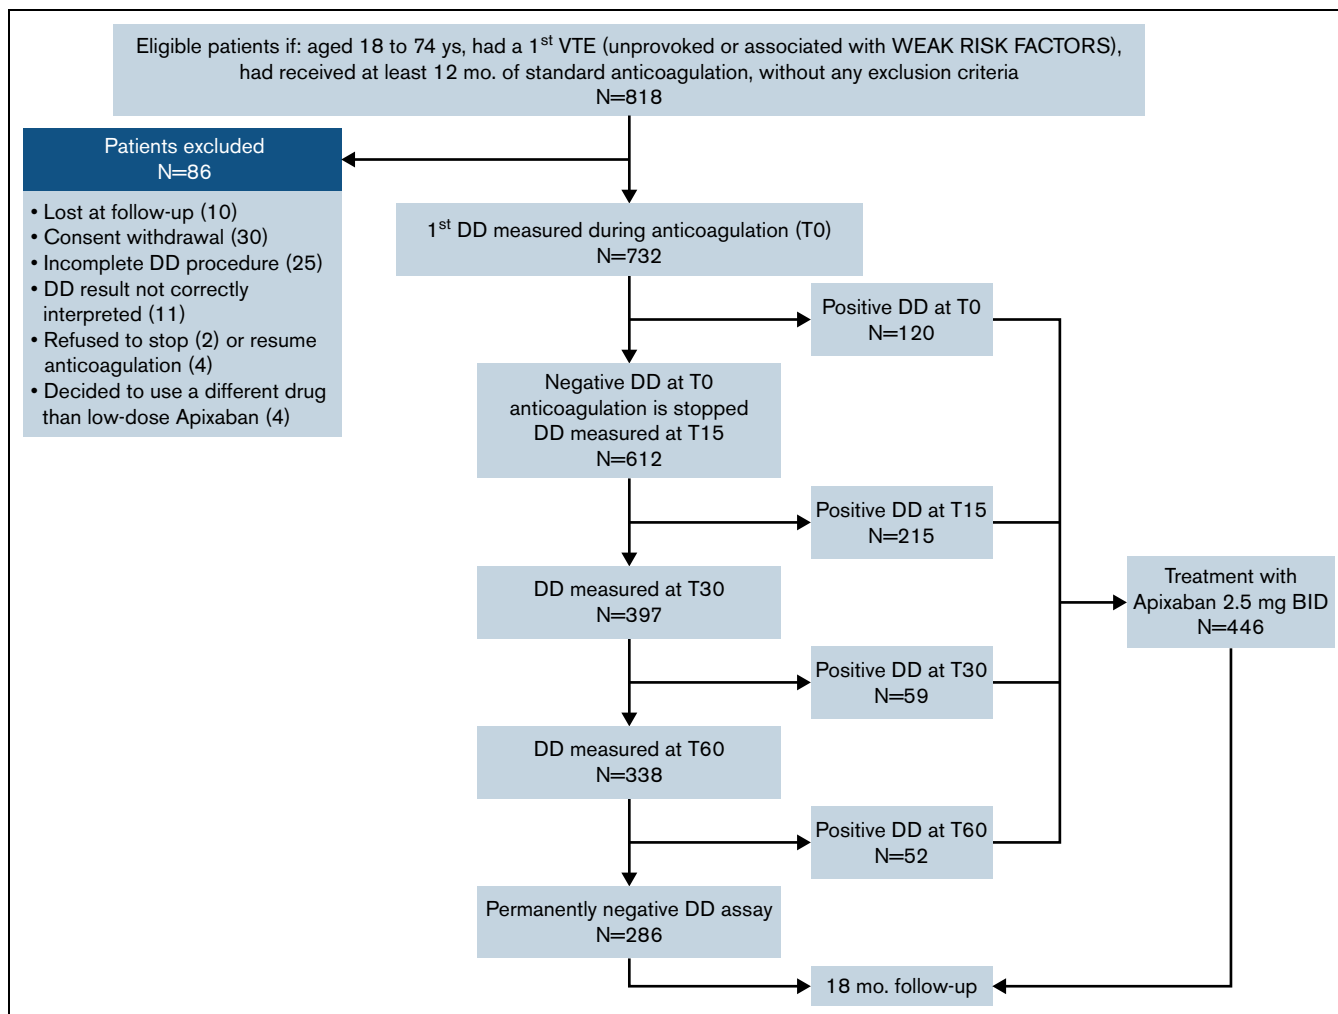 Eligible patients if: aged 18 to 74 ys, had a 1st VTE (unprovoked or associated with WEAK RISK FACTORS),
had received at least 12 mo. of standard anticoagulation, without any exclusion criteria
N=818
Patients excluded
N=86
• Lost at follow-up (10)
• Consent withdrawal (30)
• Incomplete DD procedure (25)
• DD result not correctly
interpreted (11)
• Refused to stop (2) or resume
anticoagulation (4)
• Decided to use a different drug
than low-dose Apixaban (4)
1st DD measured during anticoagulation (T0)
N=732
Positive DD at T0
N=120
Negative DD at T0
anticoagulation is stopped
DD measured at T15
N=612
Positive DD at T15
N=215
DD measured at T30
N=397
Treatment with
Apixaban 2.5 mg BID
N=446
Positive DD at T30
N=59
DD measured at T60
N=338
Positive DD at T60
N=52
Permanently negative DD assay
N=286
18 mo. follow-up